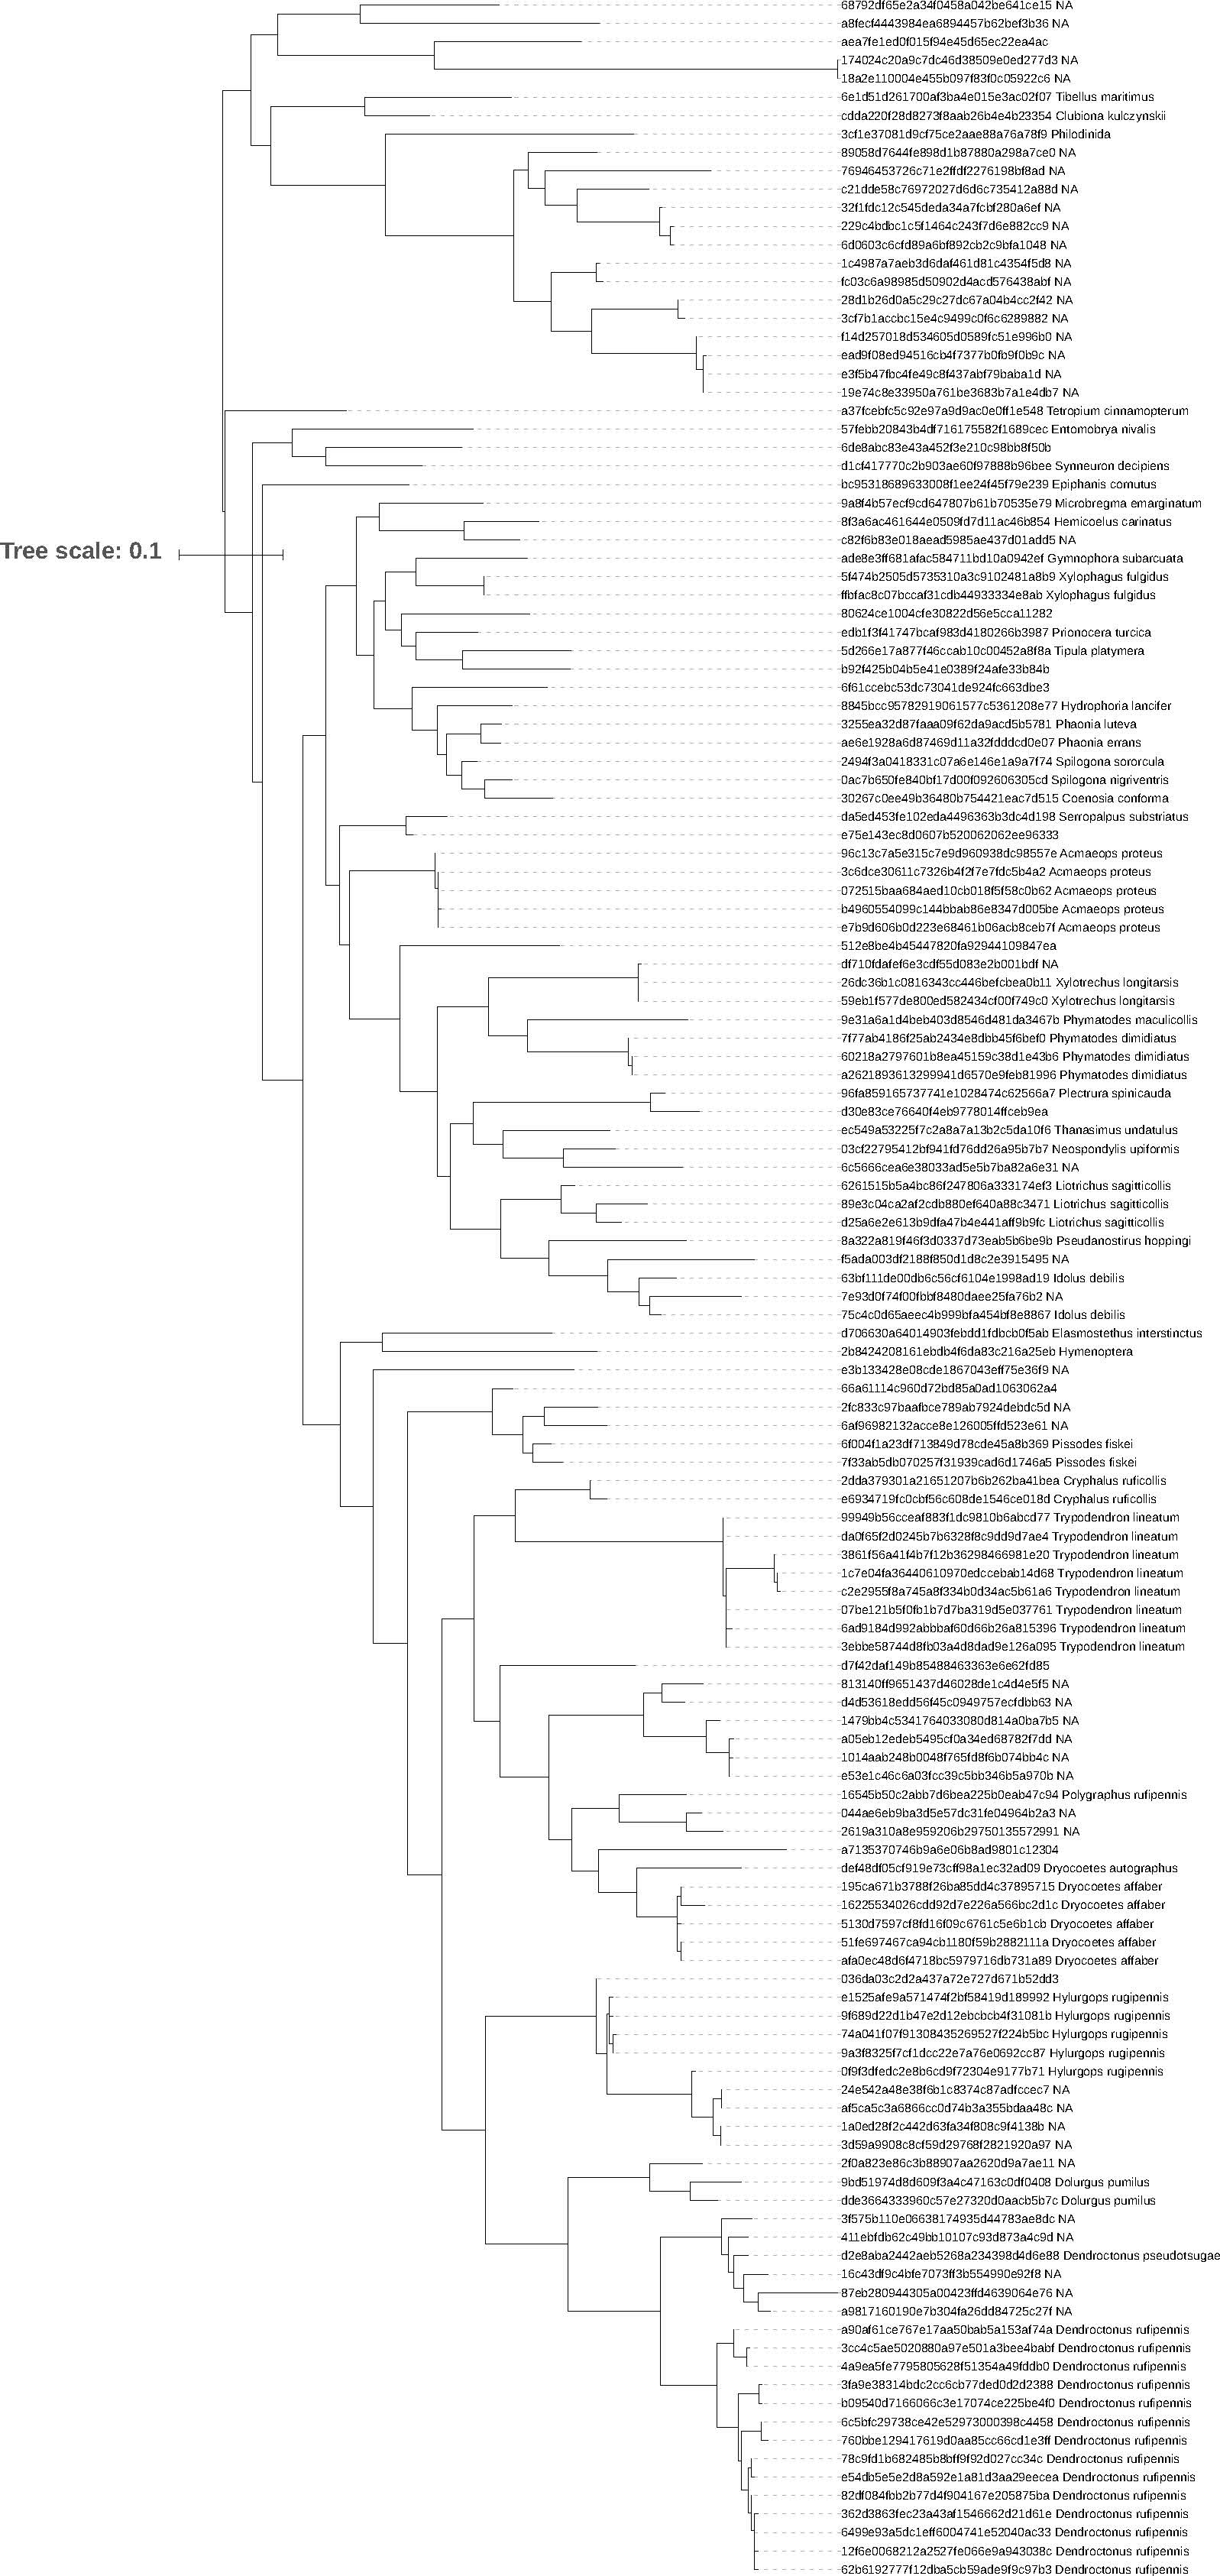 68792df65e2a34f0458a042be641ce15 NA
a8fecf4443984ea6894457b62bef3b36 NA
aea7fe1ed0f015f94e45d65ec22ea4ac
174024c20a9c7dc46d38509e0ed277d3 NA
18a2e110004e455b097f83f0c05922c6 NA
6e1d51d261700af3ba4e015e3ac02f07 Tibellus maritimus
cdda220f28d8273f8aab26b4e4b23354 Clubiona kulczynskii
3cf1e37081d9cf75ce2aae88a76a78f9 Philodinida
89058d7644fe898d1b87880a298a7ce0 NA
76946453726c71e2ffdf2276198bf8ad NA
c21dde58c76972027d6d6c735412a88d NA
32f1fdc12c545deda34a7fcbf280a6ef NA
229c4bdbc1c5f1464c243f7d6e882cc9 NA
6d0603c6cfd89a6bf892cb2c9bfa1048 NA
1c4987a7aeb3d6daf461d81c4354f5d8 NA
fc03c6a98985d50902d4acd576438abf NA
28d1b26d0a5c29c27dc67a04b4cc2f42 NA
3cf7b1accbc15e4c9499c0f6c6289882 NA
f14d257018d534605d0589fc51e996b0 NA
ead9f08ed94516cb4f7377b0fb9f0b9c NA
e3f5b47fbc4fe49c8f437abf79baba1d NA
19e74c8e33950a761be3683b7a1e4db7 NA
a37fcebfc5c92e97a9d9ac0e0ff1e548 Tetropium cinnamopterum
57febb20843b4df716175582f1689cec Entomobrya nivalis
6de8abc83e43a452f3e210c98bb8f50b
d1cf417770c2b903ae60f97888b96bee Synneuron decipiens
bc95318689633008f1ee24f45f79e239 Epiphanis cornutus
9a8f4b57ecf9cd647807b61b70535e79 Microbregma emarginatum
8f3a6ac461644e0509fd7d11ac46b854 Hemicoelus carinatus
c82f6b83e018aead5985ae437d01add5 NA
Tree scale: 0.1
ade8e3ff681afac584711bd10a0942ef Gymnophora subarcuata
5f474b2505d5735310a3c9102481a8b9 Xylophagus fulgidus
ffbfac8c07bccaf31cdb44933334e8ab Xylophagus fulgidus
80624ce1004cfe30822d56e5cca11282
edb1f3f41747bcaf983d4180266b3987 Prionocera turcica
5d266e17a877f46ccab10c00452a8f8a Tipula platymera
b92f425b04b5e41e0389f24afe33b84b
6f61ccebc53dc73041de924fc663dbe3
8845bcc95782919061577c5361208e77 Hydrophoria lancifer
3255ea32d87faaa09f62da9acd5b5781 Phaonia luteva
ae6e1928a6d87469d11a32fdddcd0e07 Phaonia errans
2494f3a0418331c07a6e146e1a9a7f74 Spilogona sororcula
0ac7b650fe840bf17d00f092606305cd Spilogona nigriventris
30267c0ee49b36480b754421eac7d515 Coenosia conforma
da5ed453fe102eda4496363b3dc4d198 Serropalpus substriatus
e75e143ec8d0607b520062062ee96333
96c13c7a5e315c7e9d960938dc98557e Acmaeops proteus
3c6dce30611c7326b4f2f7e7fdc5b4a2 Acmaeops proteus
072515baa684aed10cb018f5f58c0b62 Acmaeops proteus
b4960554099c144bbab86e8347d005be Acmaeops proteus
e7b9d606b0d223e68461b06acb8ceb7f Acmaeops proteus
512e8be4b45447820fa92944109847ea
df710fdafef6e3cdf55d083e2b001bdf NA
26dc36b1c0816343cc446befcbea0b11 Xylotrechus longitarsis
59eb1f577de800ed582434cf00f749c0 Xylotrechus longitarsis
9e31a6a1d4beb403d8546d481da3467b Phymatodes maculicollis
7f77ab4186f25ab2434e8dbb45f6bef0 Phymatodes dimidiatus
60218a2797601b8ea45159c38d1e43b6 Phymatodes dimidiatus
a2621893613299941d6570e9feb81996 Phymatodes dimidiatus
96fa859165737741e1028474c62566a7 Plectrura spinicauda
d30e83ce76640f4eb9778014ffceb9ea
ec549a53225f7c2a8a7a13b2c5da10f6 Thanasimus undatulus
03cf22795412bf941fd76dd26a95b7b7 Neospondylis upiformis
6c5666cea6e38033ad5e5b7ba82a6e31 NA
6261515b5a4bc86f247806a333174ef3 Liotrichus sagitticollis
89e3c04ca2af2cdb880ef640a88c3471 Liotrichus sagitticollis
d25a6e2e613b9dfa47b4e441aff9b9fc Liotrichus sagitticollis
8a322a819f46f3d0337d73eab5b6be9b Pseudanostirus hoppingi
f5ada003df2188f850d1d8c2e3915495 NA
63bf111de00db6c56cf6104e1998ad19 Idolus debilis
7e93d0f74f00fbbf8480daee25fa76b2 NA
75c4c0d65aeec4b999bfa454bf8e8867 Idolus debilis
d706630a64014903febdd1fdbcb0f5ab Elasmostethus interstinctus
2b8424208161ebdb4f6da83c216a25eb Hymenoptera
e3b133428e08cde1867043eff75e36f9 NA
66a61114c960d72bd85a0ad1063062a4
2fc833c97baafbce789ab7924debdc5d NA
6af96982132acce8e126005ffd523e61 NA
6f004f1a23df713849d78cde45a8b369 Pissodes fiskei
7f33ab5db070257f31939cad6d1746a5 Pissodes fiskei
2dda379301a21651207b6b262ba41bea Cryphalus ruficollis
e6934719fc0cbf56c608de1546ce018d Cryphalus ruficollis
99949b56cceaf883f1dc9810b6abcd77 Trypodendron lineatum
da0f65f2d0245b7b6328f8c9dd9d7ae4 Trypodendron lineatum
3861f56a41f4b7f12b36298466981e20 Trypodendron lineatum
1c7e04fa36440610970edccebab14d68 Trypodendron lineatum
c2e2955f8a745a8f334b0d34ac5b61a6 Trypodendron lineatum
07be121b5f0fb1b7d7ba319d5e037761 Trypodendron lineatum
6ad9184d992abbbaf60d66b26a815396 Trypodendron lineatum
3ebbe58744d8fb03a4d8dad9e126a095 Trypodendron lineatum
d7f42daf149b85488463363e6e62fd85
813140ff9651437d46028de1c4d4e5f5 NA
d4d53618edd56f45c0949757ecfdbb63 NA
1479bb4c5341764033080d814a0ba7b5 NA
a05eb12edeb5495cf0a34ed68782f7dd NA
1014aab248b0048f765fd8f6b074bb4c NA
e53e1c46c6a03fcc39c5bb346b5a970b NA
16545b50c2abb7d6bea225b0eab47c94 Polygraphus rufipennis
044ae6eb9ba3d5e57dc31fe04964b2a3 NA
2619a310a8e959206b29750135572991 NA
a7135370746b9a6e06b8ad9801c12304
def48df05cf919e73cff98a1ec32ad09 Dryocoetes autographus
195ca671b3788f26ba85dd4c37895715 Dryocoetes affaber
16225534026cdd92d7e226a566bc2d1c Dryocoetes affaber
5130d7597cf8fd16f09c6761c5e6b1cb Dryocoetes affaber
51fe697467ca94cb1180f59b2882111a Dryocoetes affaber
afa0ec48d6f4718bc5979716db731a89 Dryocoetes affaber
036da03c2d2a437a72e727d671b52dd3
e1525afe9a571474f2bf58419d189992 Hylurgops rugipennis
9f689d22d1b47e2d12ebcbcb4f31081b Hylurgops rugipennis
74a041f07f91308435269527f224b5bc Hylurgops rugipennis
9a3f8325f7cf1dcc22e7a76e0692cc87 Hylurgops rugipennis
0f9f3dfedc2e8b6cd9f72304e9177b71 Hylurgops rugipennis
24e542a48e38f6b1c8374c87adfccec7 NA
af5ca5c3a6866cc0d74b3a355bdaa48c NA
1a0ed28f2c442d63fa34f808c9f4138b NA
3d59a9908c8cf59d29768f2821920a97 NA
2f0a823e86c3b88907aa2620d9a7ae11 NA
9bd51974d8d609f3a4c47163c0df0408 Dolurgus pumilus
dde3664333960c57e27320d0aacb5b7c Dolurgus pumilus
3f575b110e06638174935d44783ae8dc NA
411ebfdb62c49bb10107c93d873a4c9d NA
d2e8aba2442aeb5268a234398d4d6e88 Dendroctonus pseudotsugae
16c43df9c4bfe7073ff3b554990e92f8 NA
87eb280944305a00423ffd4639064e76 NA
a9817160190e7b304fa26dd84725c27f NA
a90af61ce767e17aa50bab5a153af74a Dendroctonus rufipennis
3cc4c5ae5020880a97e501a3bee4babf Dendroctonus rufipennis
4a9ea5fe7795805628f51354a49fddb0 Dendroctonus rufipennis
3fa9e38314bdc2cc6cb77ded0d2d2388 Dendroctonus rufipennis
b09540d7166066c3e17074ce225be4f0 Dendroctonus rufipennis
6c5bfc29738ce42e52973000398c4458 Dendroctonus rufipennis
760bbe129417619d0aa85cc66cd1e3ff Dendroctonus rufipennis
78c9fd1b682485b8bff9f92d027cc34c Dendroctonus rufipennis
e54db5e5e2d8a592e1a81d3aa29eecea Dendroctonus rufipennis
82df084fbb2b77d4f904167e205875ba Dendroctonus rufipennis
362d3863fec23a43af1546662d21d61e Dendroctonus rufipennis
6499e93a5dc1eff6004741e52040ac33 Dendroctonus rufipennis
12f6e0068212a2527fe066e9a943038c Dendroctonus rufipennis
62b6192777f12dba5cb59ade9f9c97b3 Dendroctonus rufipennis